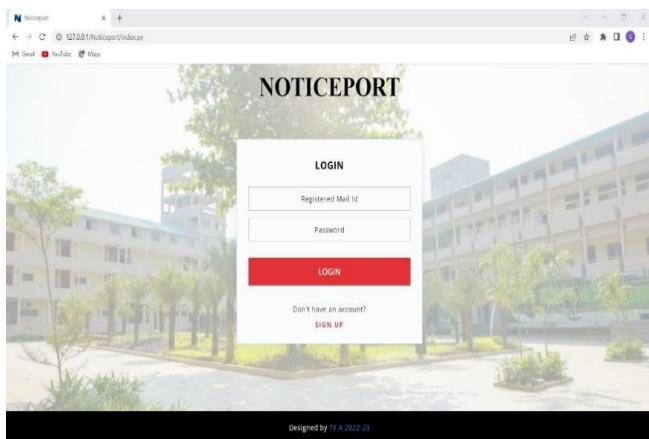 Noticeport
127.0.0.1/Noticeport/index.py
Gmail YouTube Maps
NOTICEPORT
LOGIN
Registered Mail Id
Password
LOGIN
Don't have an account?
SIGN UP
Designed by TY A 2022-23